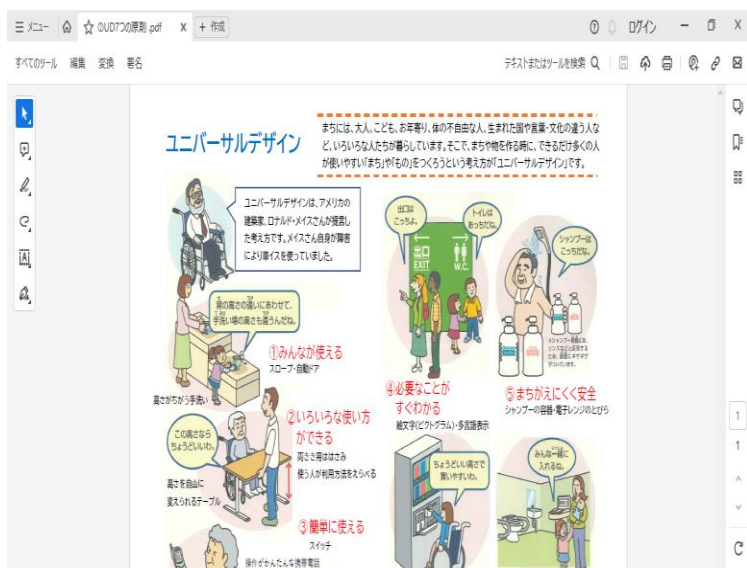 メニュー
①UD7つの原則.pdf
× + 作成
ログイン
すべてのツール 編集 変換 署名
テキストまたはツールを検索
ユニバーサルデザイン
まちには、大人、こども、お年寄り、体の不自由な人、生まれた国や言葉・文化の違う人な
ど、いろいろな人たちが暮らしています。そこで、まちや物を作る時に、できるだけ多くの人
が使いやすい「まち」や「もの」をつくろうという考え方が「ユニバーサルデザイン」です。
ユニバーサルデザインは、アメリカの
建築家、ロナルド・メイスさんが提言し
た考え方です。メイスさん自身が障害
により車イスを使っていました。
出口は
こっちよ。
トイレは
あっちだね。
出口
EXIT
W.C.
シャンプーは
こっちだな。
の高さの違いにあわせて、
手洗い場の高さも違うんだね。
①みんなが使える
スロープ・自動ドア
高さがちがう手洗い
④必要なことが
すぐわかる
絵文字(ピクトグラム)・多言語表示
⑤まちがえにくく安全
シャンプーの容器・電子レンジのとびら
②いろいろな使い方
ができる
両きき用はさみ
使う人が利用方法をえらべる
この高さなら
ちょうどいいわ。
高さを自由に
変えられるテーブル
ちょうどいい高さで
買いやすいわ。
みんな一緒に
入れるね。
③簡単に使える
スイッチ
操作がかんたんな携帯電話
1
1